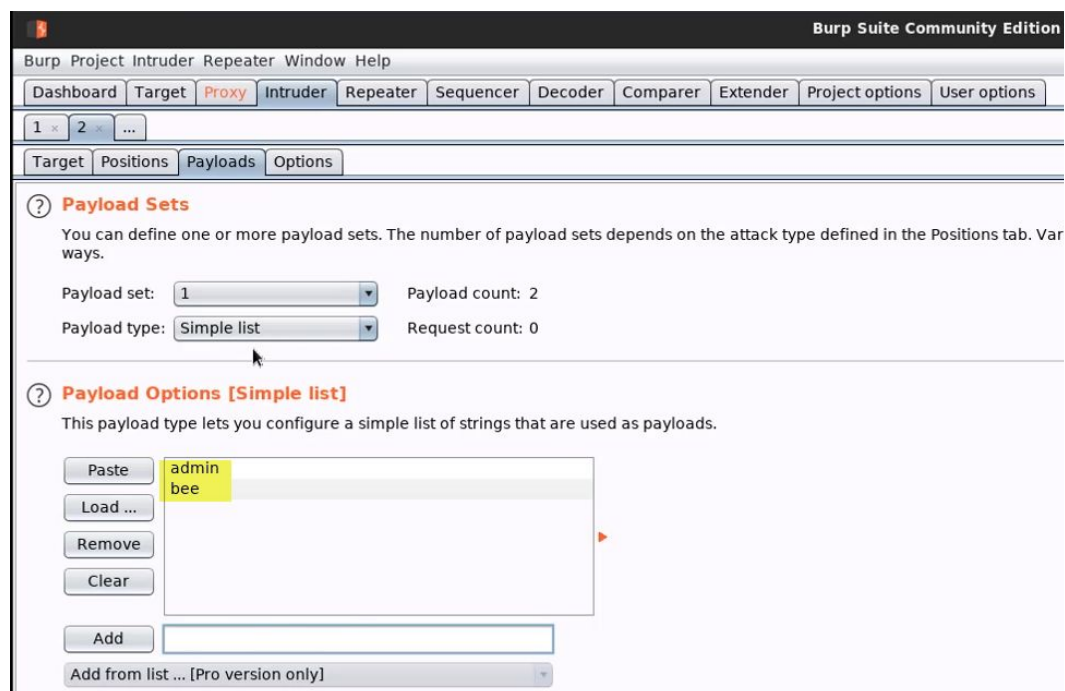 Burp Suite Community Edition
Burp Project Intruder Repeater Window Help
Dashboard Target Proxy Intruder Repeater Sequencer Decoder Comparer Extender Project options User options
1 × 2 × ...
Target Positions Payloads Options
? Payload Sets
You can define one or more payload sets. The number of payload sets depends on the attack type defined in the Positions tab. Var
ways.
Payload set: 1 Payload count: 2
Payload type: Simple list Request count: 0
? Payload Options [Simple list]
This payload type lets you configure a simple list of strings that are used as payloads.
Paste admin
bee
Load ...
Remove
Clear
Add
Add from list ... [Pro version only]